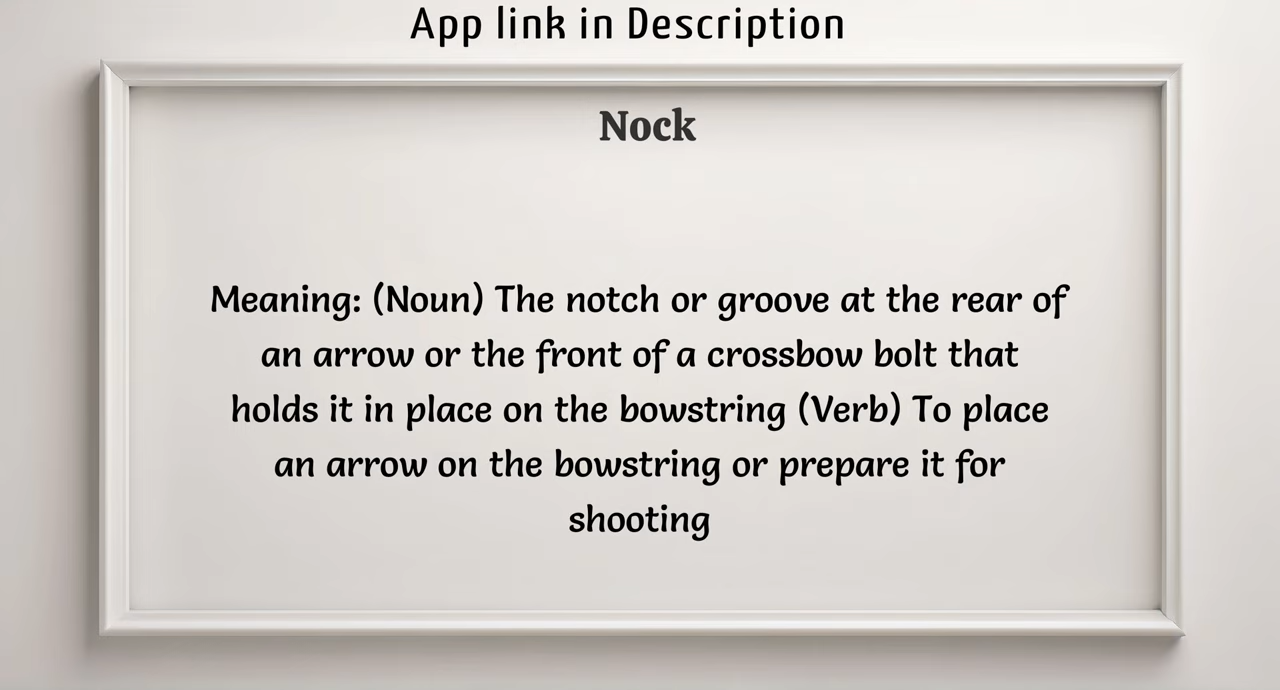 App link in Description
Nock
Meaning: (Noun) The notch or groove at the rear of
an arrow or the front of a crossbow bolt that
holds it in place on the bowstring (Verb) To place
an arrow on the bowstring or prepare it for
shooting